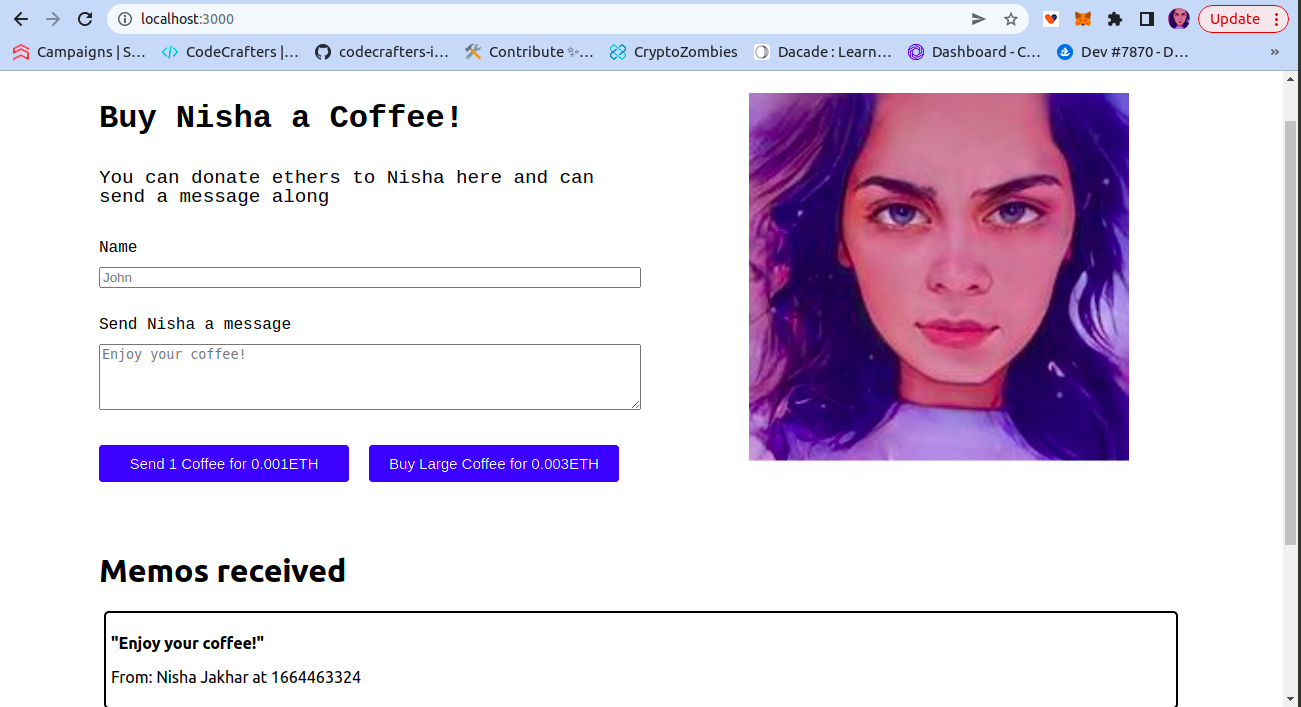 localhost:3000
Update
Campaigns | S...
CodeCrafters |...
codecrafters-i...
Contribute ✨...
CryptoZombies
Dacade : Learn...
Dashboard - C...
Dev #7870 - D...
»
Buy Nisha a Coffee!
You can donate ethers to Nisha here and can
send a message along
Name
John
Send Nisha a message
Enjoy your coffee!
Send 1 Coffee for 0.001ETH
Buy Large Coffee for 0.003ETH
Memos received
"Enjoy your coffee!"
From: Nisha Jakhar at 1664463324